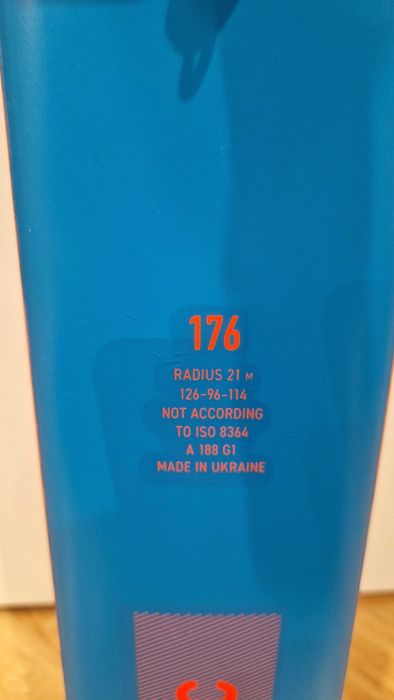 176
RADIUS 21 M
126-96-114
NOT ACCORDING
TO ISO 8364
A 188 G1
MADE IN UKRAINE